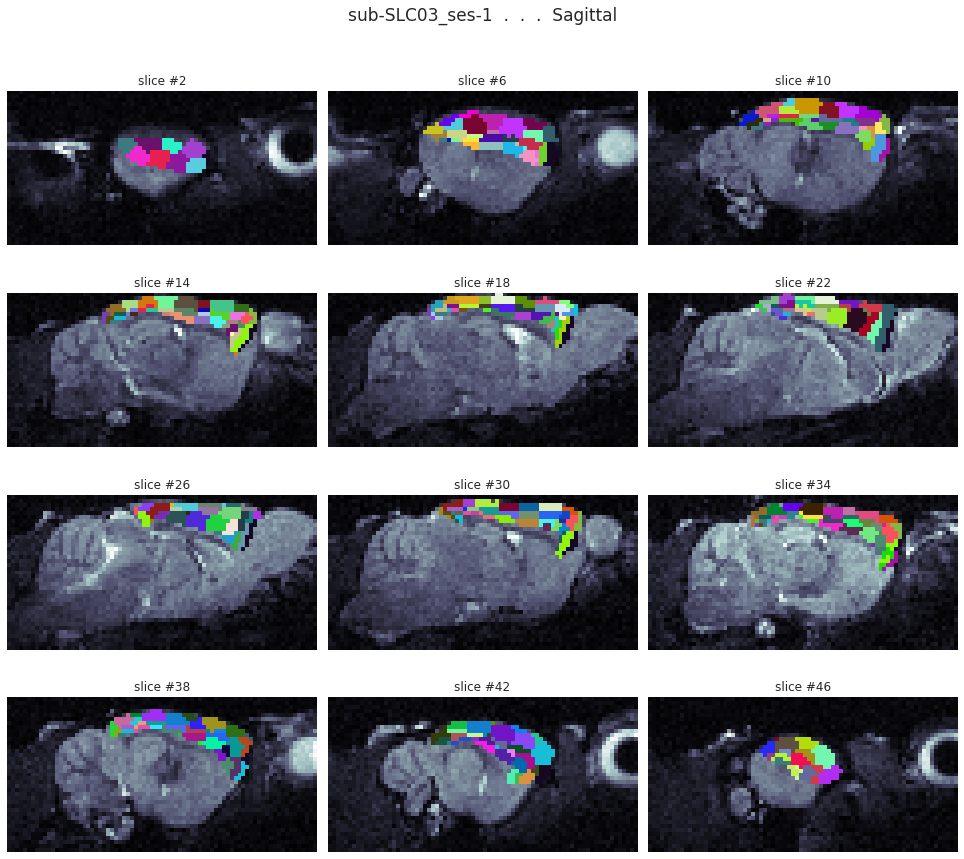 sub-SLC03_ses-1 . . . Sagittal
slice #2
slice #6
slice #10
slice #14
slice #18
slice #22
slice #26
slice #30
slice #34
slice #38
slice #42
slice #46